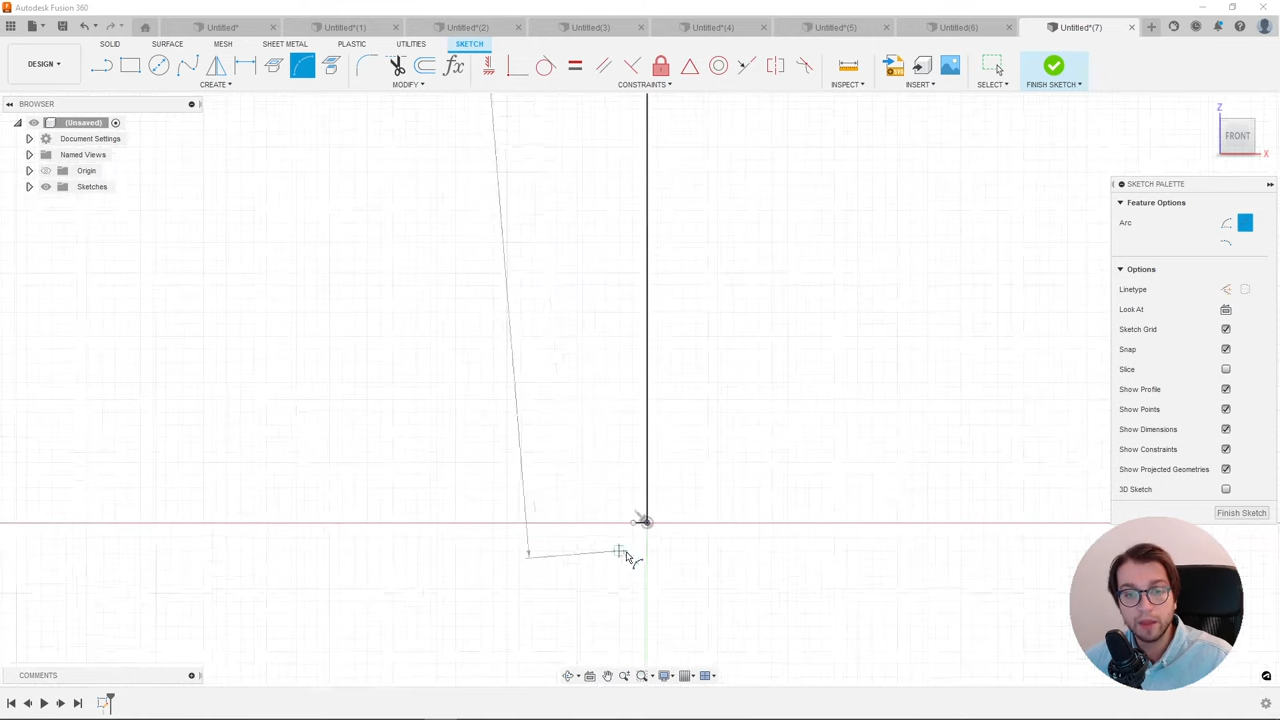 Autodesk Fusion 360
Untitled*
Untitled*(1)
Untitled*(2)
Untitled(3)
Untitled*(4)
Untitled*(5)
Untitled(6)
Untitled*(7)
DESIGN
SOLID
SURFACE
MESH
SHEET METAL
PLASTIC
UTILITIES
SKETCH
CREATE
MODIFY
CONSTRAINTS
INSPECT
INSERT
SELECT
FINISH SKETCH
BROWSER
(Unsaved)
Document Settings
Named Views
Origin
Sketches
Z
FRONT
X
SKETCH PALETTE
Feature Options
Arc
Options
Linetype
Look At
Sketch Grid
Snap
Slice
Show Profile
Show Points
Show Dimensions
Show Constraints
Show Projected Geometries
3D Sketch
Finish Sketch
COMMENTS